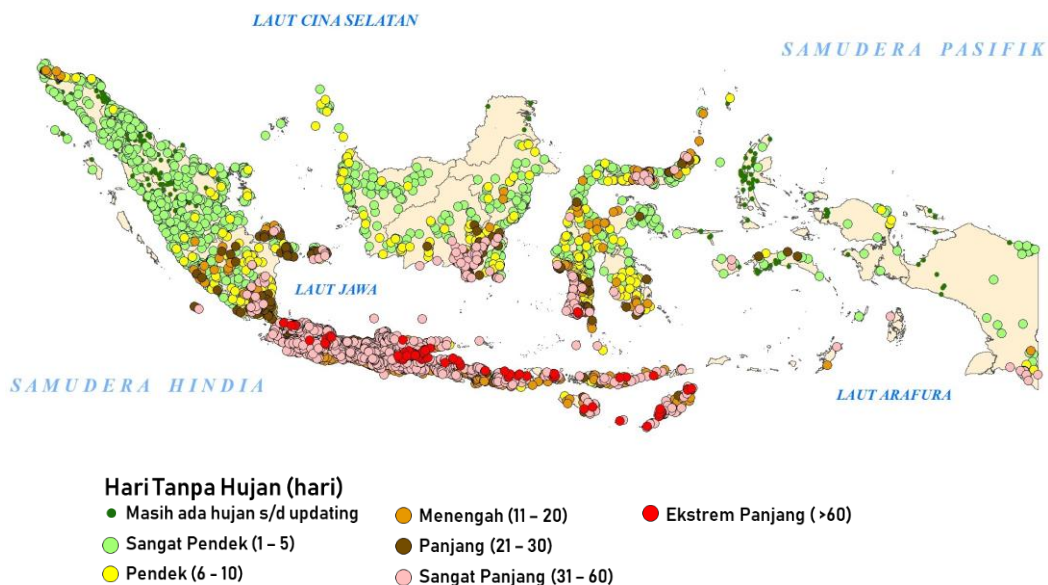 LAUT CINA SELATAN
SAMUDERA PASIFIK
LAUT JAWA
SAMUDERA HINDIA
LAUT ARAFURA
Hari Tanpa Hujan (hari)
Masih ada hujan s/d updating
Sangat Pendek (1 – 5)
Pendek (6 - 10)
Menengah (11 – 20)
Panjang (21 – 30)
Sangat Panjang (31 – 60)
Ekstrem Panjang ( >60)